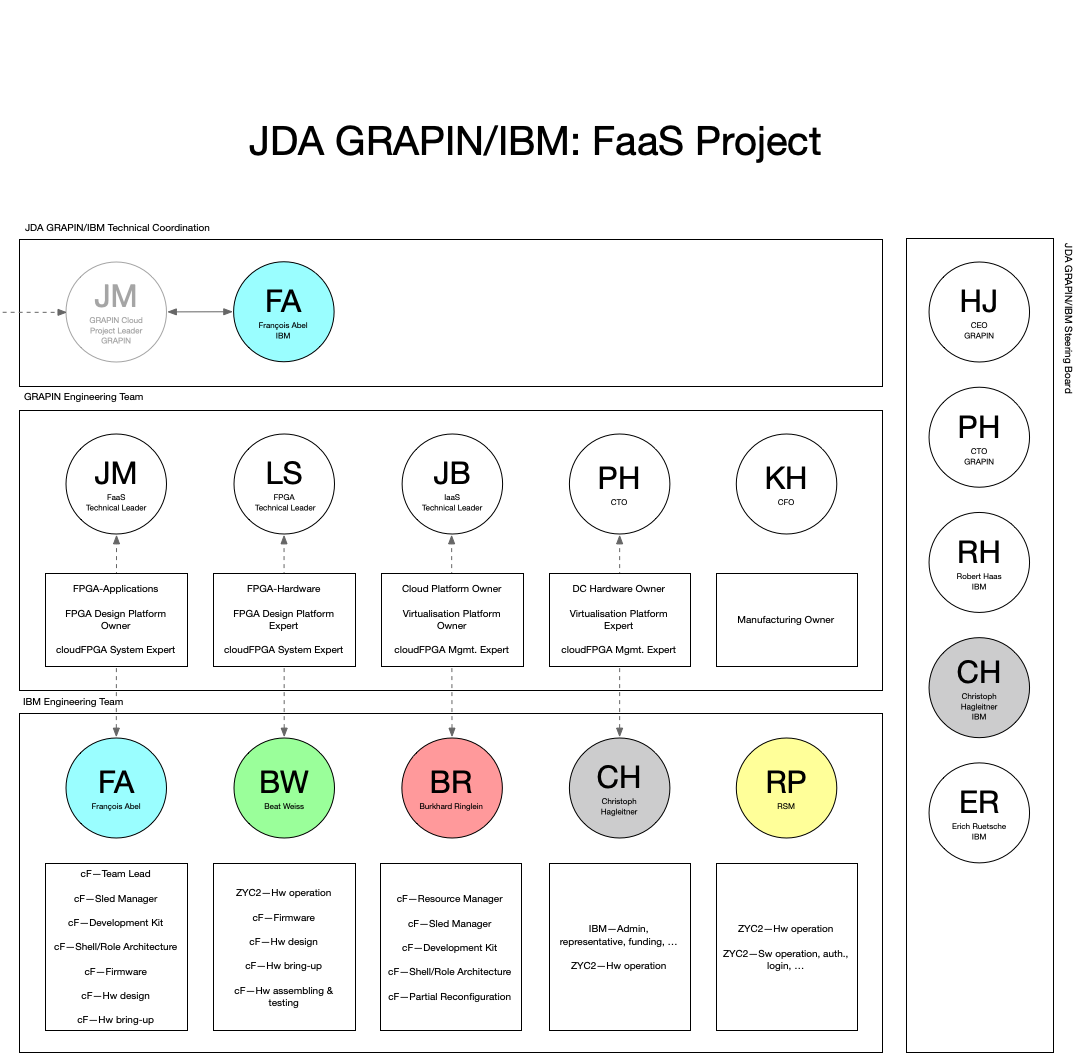 JDA GRAPIN/IBM: FaaS Project
JDA GRAPIN/IBM Technical Coordination
JM
GRAPIN Cloud
Project Leader
GRAPIN
FA
François Abel
IBM
GRAPIN Engineering Team
JM
FaaS
Technical Leader
LS
FPGA
Technical Leader
JB
IaaS
Technical Leader
PH
CTO
KH
CFO
FPGA-Applications
FPGA Design Platform
Owner
cloudFPGA System Expert
FPGA-Hardware
FPGA Design Platform
Expert
cloudFPGA System Expert
Cloud Platform Owner
Virtualisation Platform
Owner
cloudFPGA Mgmt. Expert
DC Hardware Owner
Virtualisation Platform
Expert
cloudFPGA Mgmt. Expert
Manufacturing Owner
IBM Engineering Team
FA
François Abel
BW
Beat Weiss
BR
Burkhard Ringlein
CH
Christoph
Hagleitner
RP
RSM
cF—Team Lead
cF—Sled Manager
cF—Development Kit
cF—Shell/Role Architecture
cF—Firmware
cF—Hw design
cF—Hw bring-up
ZYC2—Hw operation
cF—Firmware
cF—Hw design
cF—Hw bring-up
cF—Hw assembling &
testing
cF—Resource Manager
cF—Sled Manager
cF—Development Kit
cF—Shell/Role Architecture
cF—Partial Reconfiguration
IBM—Admin,
representative, funding, …
ZYC2—Hw operation
ZYC2—Hw operation
ZYC2—Sw operation, auth.,
login, …
JDA GRAPIN/IBM Steering Board
HJ
CEO
GRAPIN
PH
CTO
GRAPIN
RH
Robert Haas
IBM
CH
Christoph
Hagleitner
IBM
ER
Erich Ruetsche
IBM